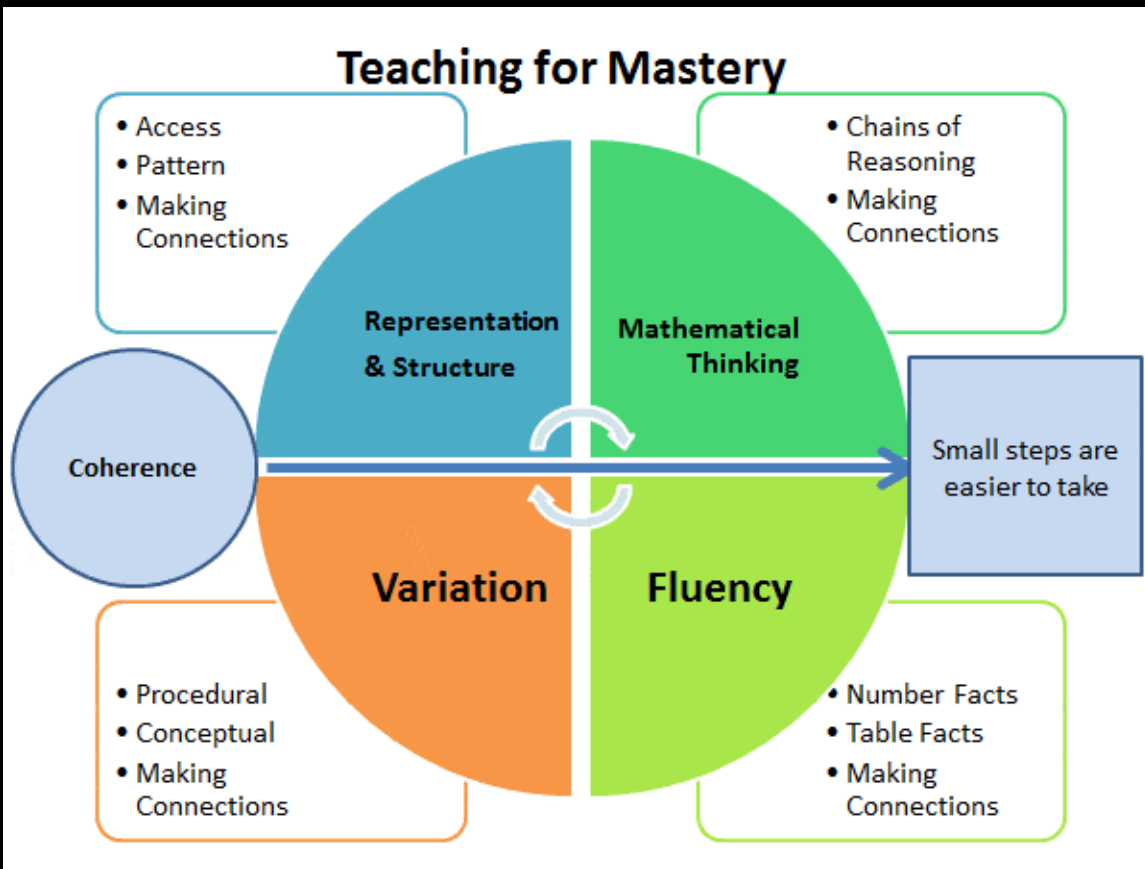 Teaching for Mastery
• Access
• Pattern
• Making
Connections
• Chains of
Reasoning
• Making
Connections
Representation
& Structure
Mathematical
Thinking
Coherence
Small steps are
easier to take
Variation
Fluency
• Procedural
• Conceptual
• Making
Connections
• Number Facts
• Table Facts
• Making
Connections